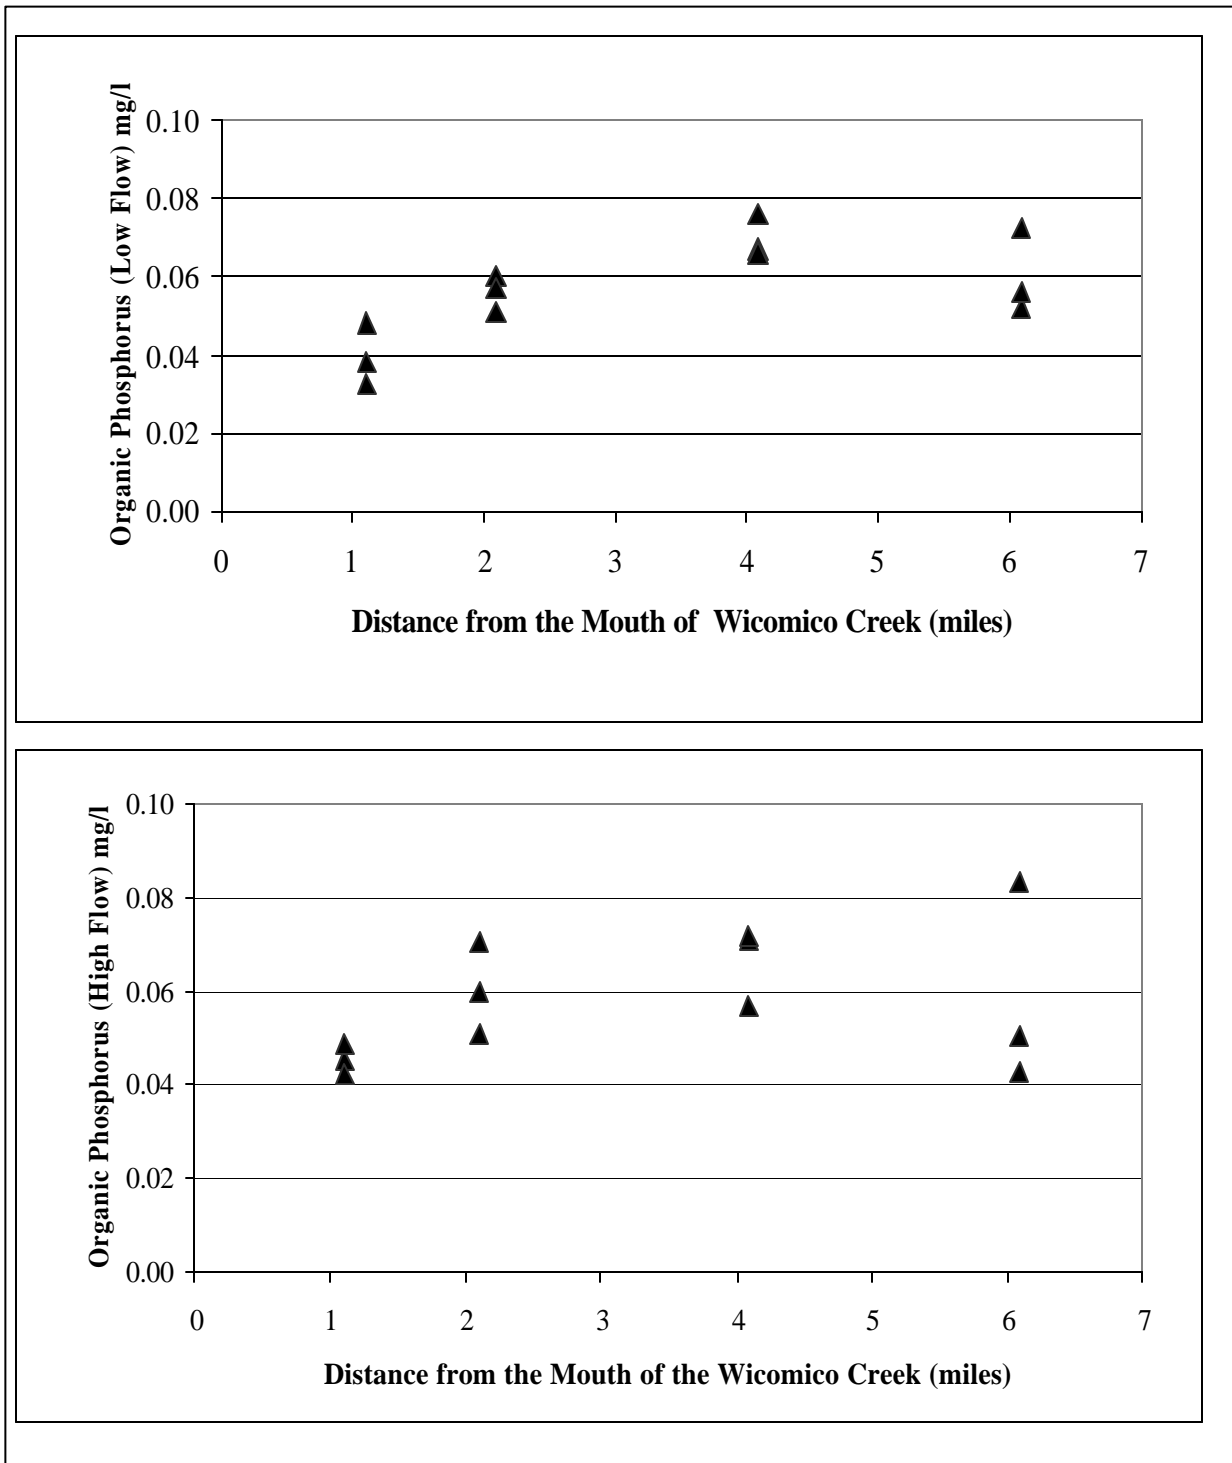 Organic Phosphorus (Low Flow) mg/l
0.10
0.08
0.06
0.04
0.02
0.00
0 1 2 3 4 5 6 7
Distance from the Mouth of Wicomico Creek (miles)
Organic Phosphorus (High Flow) mg/l
0.10
0.08
0.06
0.04
0.02
0.00
0 1 2 3 4 5 6 7
Distance from the Mouth of the Wicomico Creek (miles)